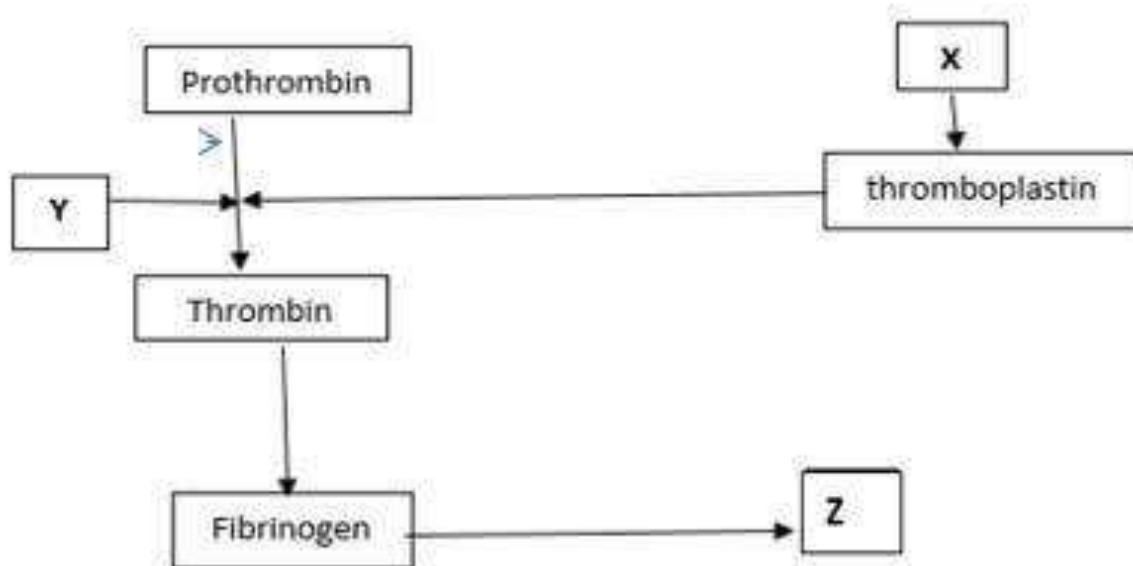 Prothrombin
X
thromboplastin
Y
Thrombin
Fibrinogen
Z